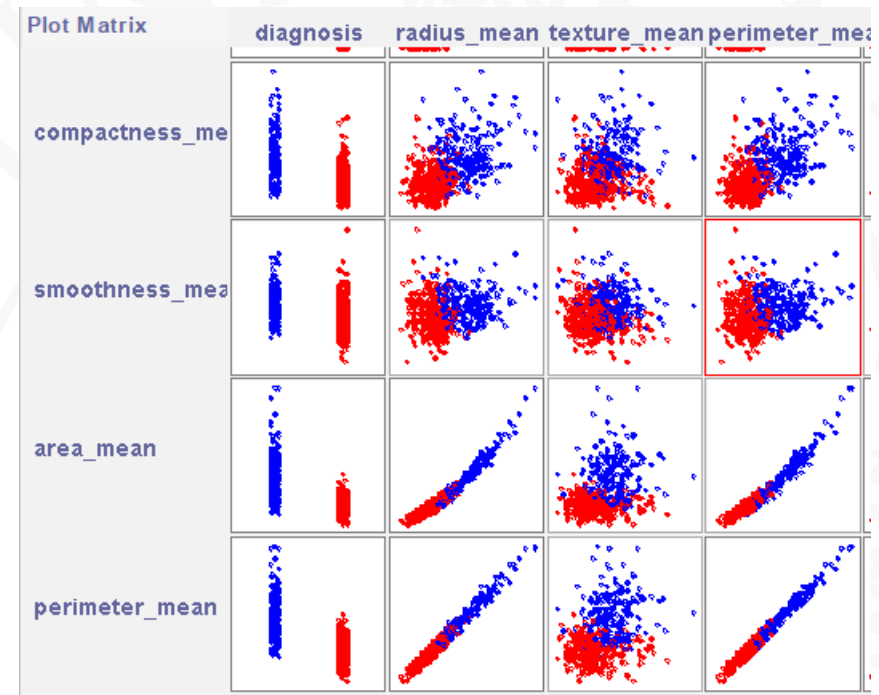 Plot Matrix
diagnosis radius_mean texture_mean perimeter_mea
compactness_me
smoothness_mea
area_mean
perimeter_mean